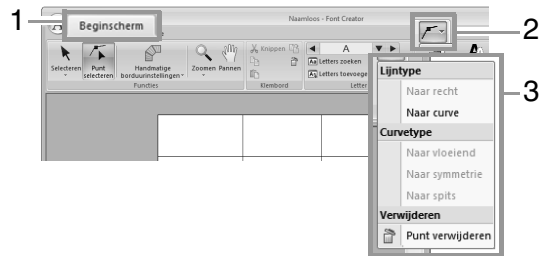 1
Beginscherm
Naamloos - Font Creator
2
Selecteren
Punt selecteren
Handmatige borduurinstellingen
Zoomen
Pannen
Functies
Knippen
Klembord
A
Letters zoeken
Letters toevoege
Letter
3
Lijntype
Naar recht
Naar curve
Curvetype
Naar vloeiend
Naar symmetrie
Naar spits
Verwijderen
Punt verwijderen